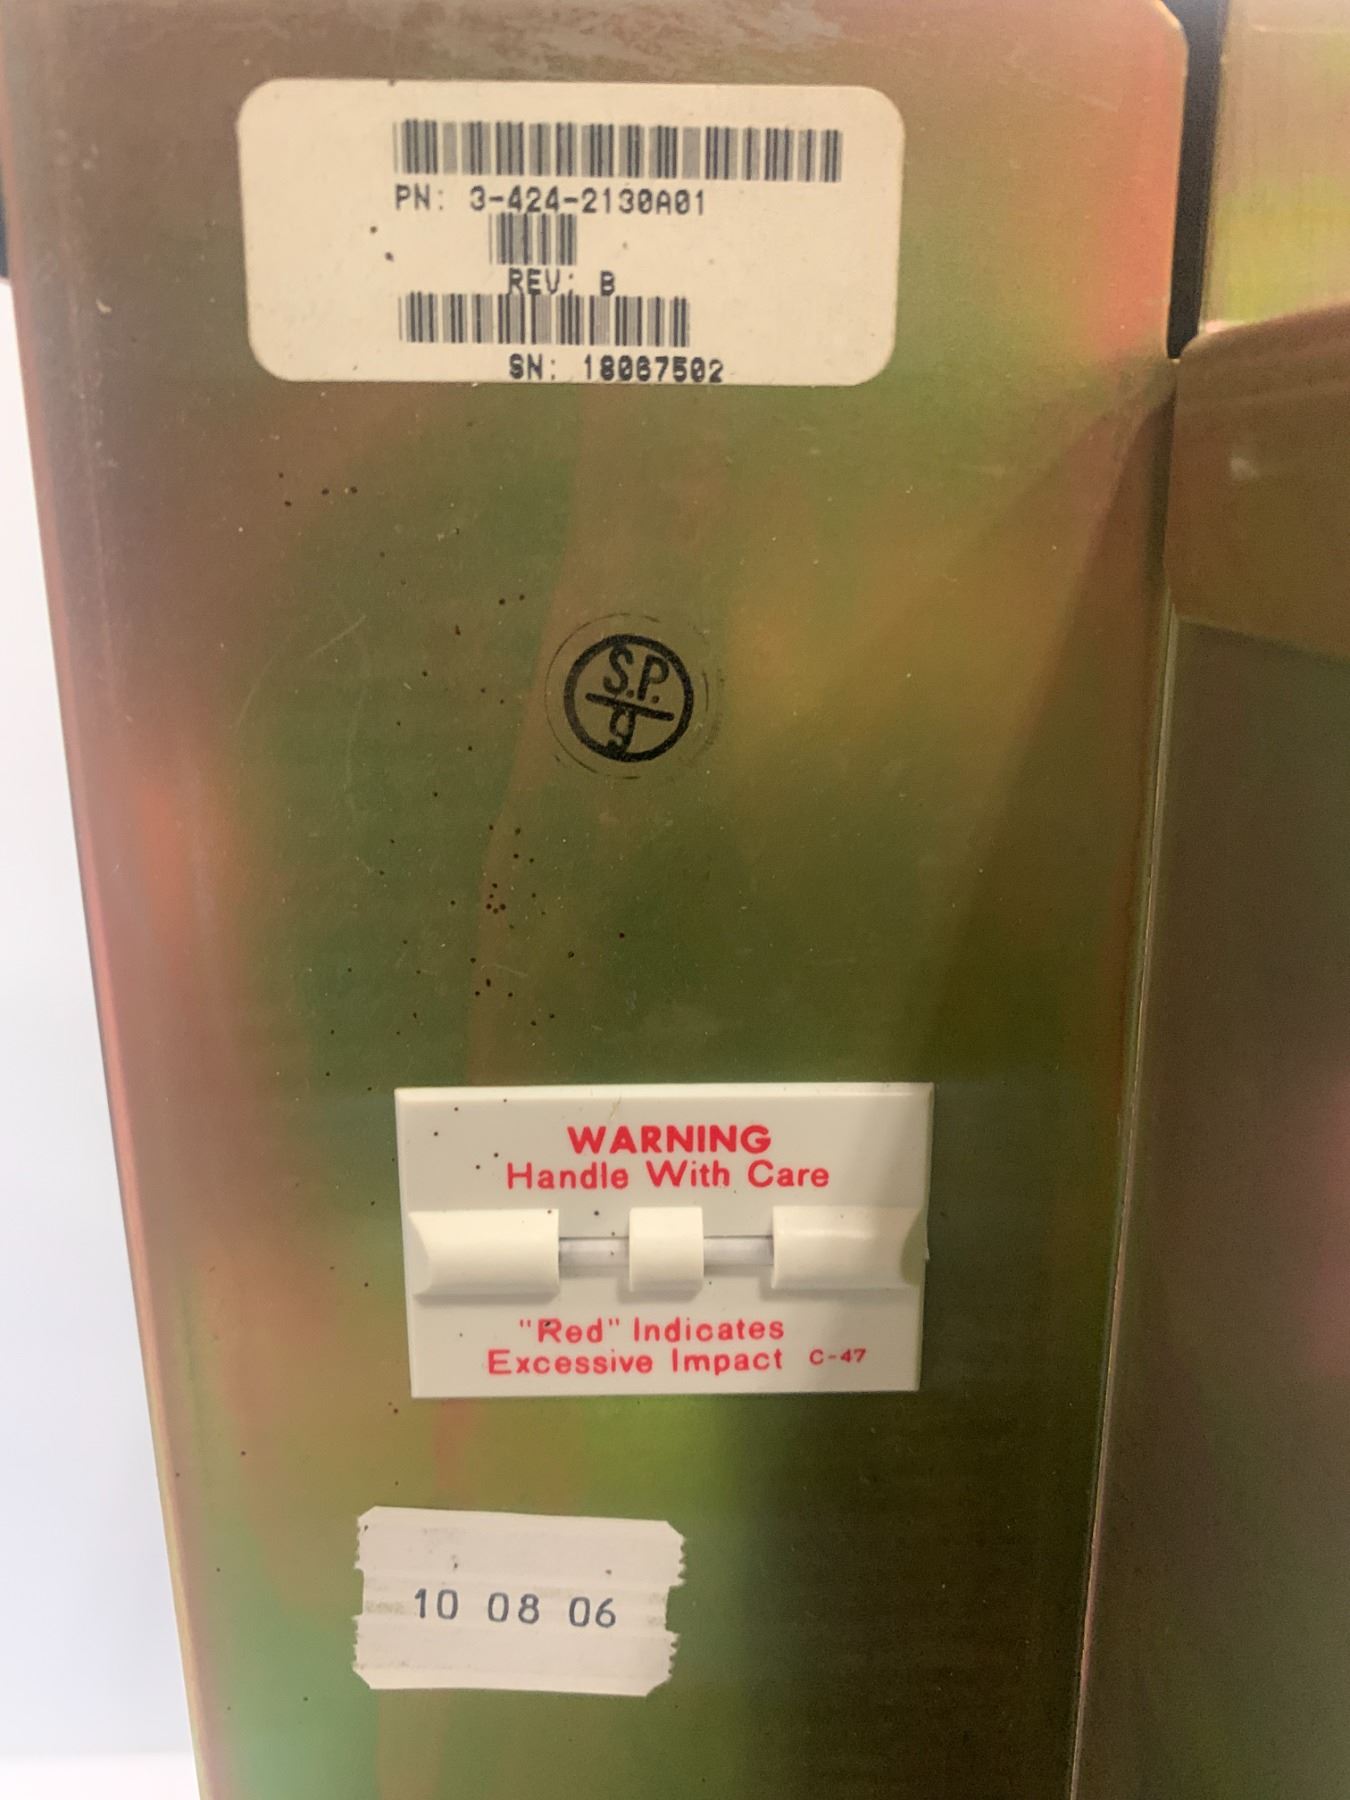 PN: 3-424-2130A01
REV: B
SN: 18067502
S.P.
9
WARNING
Handle With Care
"Red" Indicates
Excessive Impact C-47
10 08 06